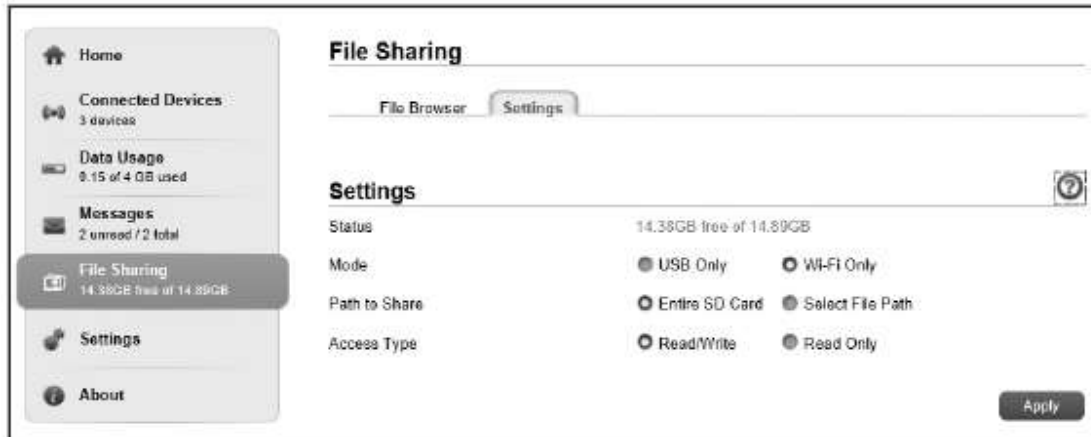 Home
Connected Devices
3 devices
Data Usage
0.15 of 4 GB used
Messages
2 unread / 2 total
File Sharing
14.38GB free of 14.89GB
Settings
About
File Sharing
File Browser Settings
Settings
Status 14.38GB free of 14.89GB
Mode USB Only Wi-Fi Only
Path to Share Entire SD Card Select File Path
Access Type Read/Write Read Only
Apply